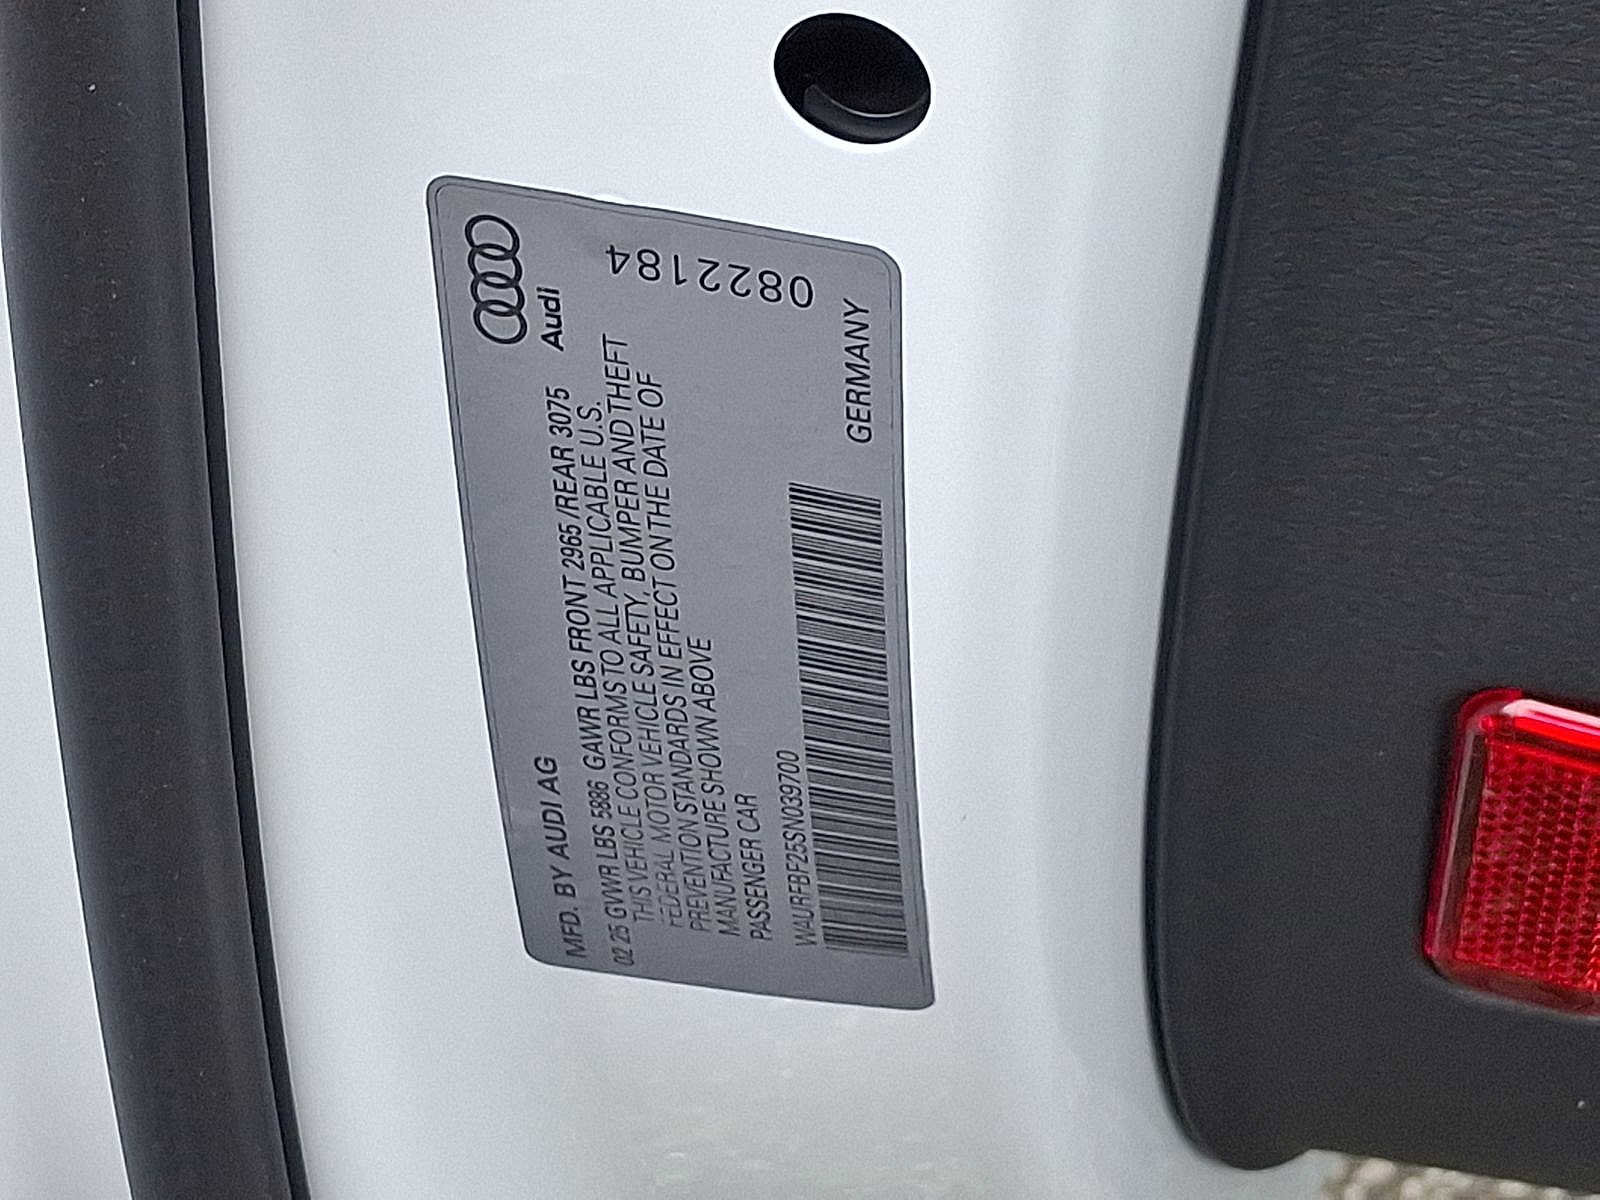 Audi
0822184
MFD. BY AUDI AG
02 25 GVWR LBS 5886 GAWR LBS FRONT 2965 /REAR 3075
THIS VEHICLE CONFORMS TO ALL APPLICABLE U.S.
FEDERAL MOTOR VEHICLE SAFETY, BUMPER AND THEFT
PREVENTION STANDARDS IN EFFECT ON THE DATE OF
MANUFACTURE SHOWN ABOVE
PASSENGER CAR
WAURFBF25SN039700
GERMANY